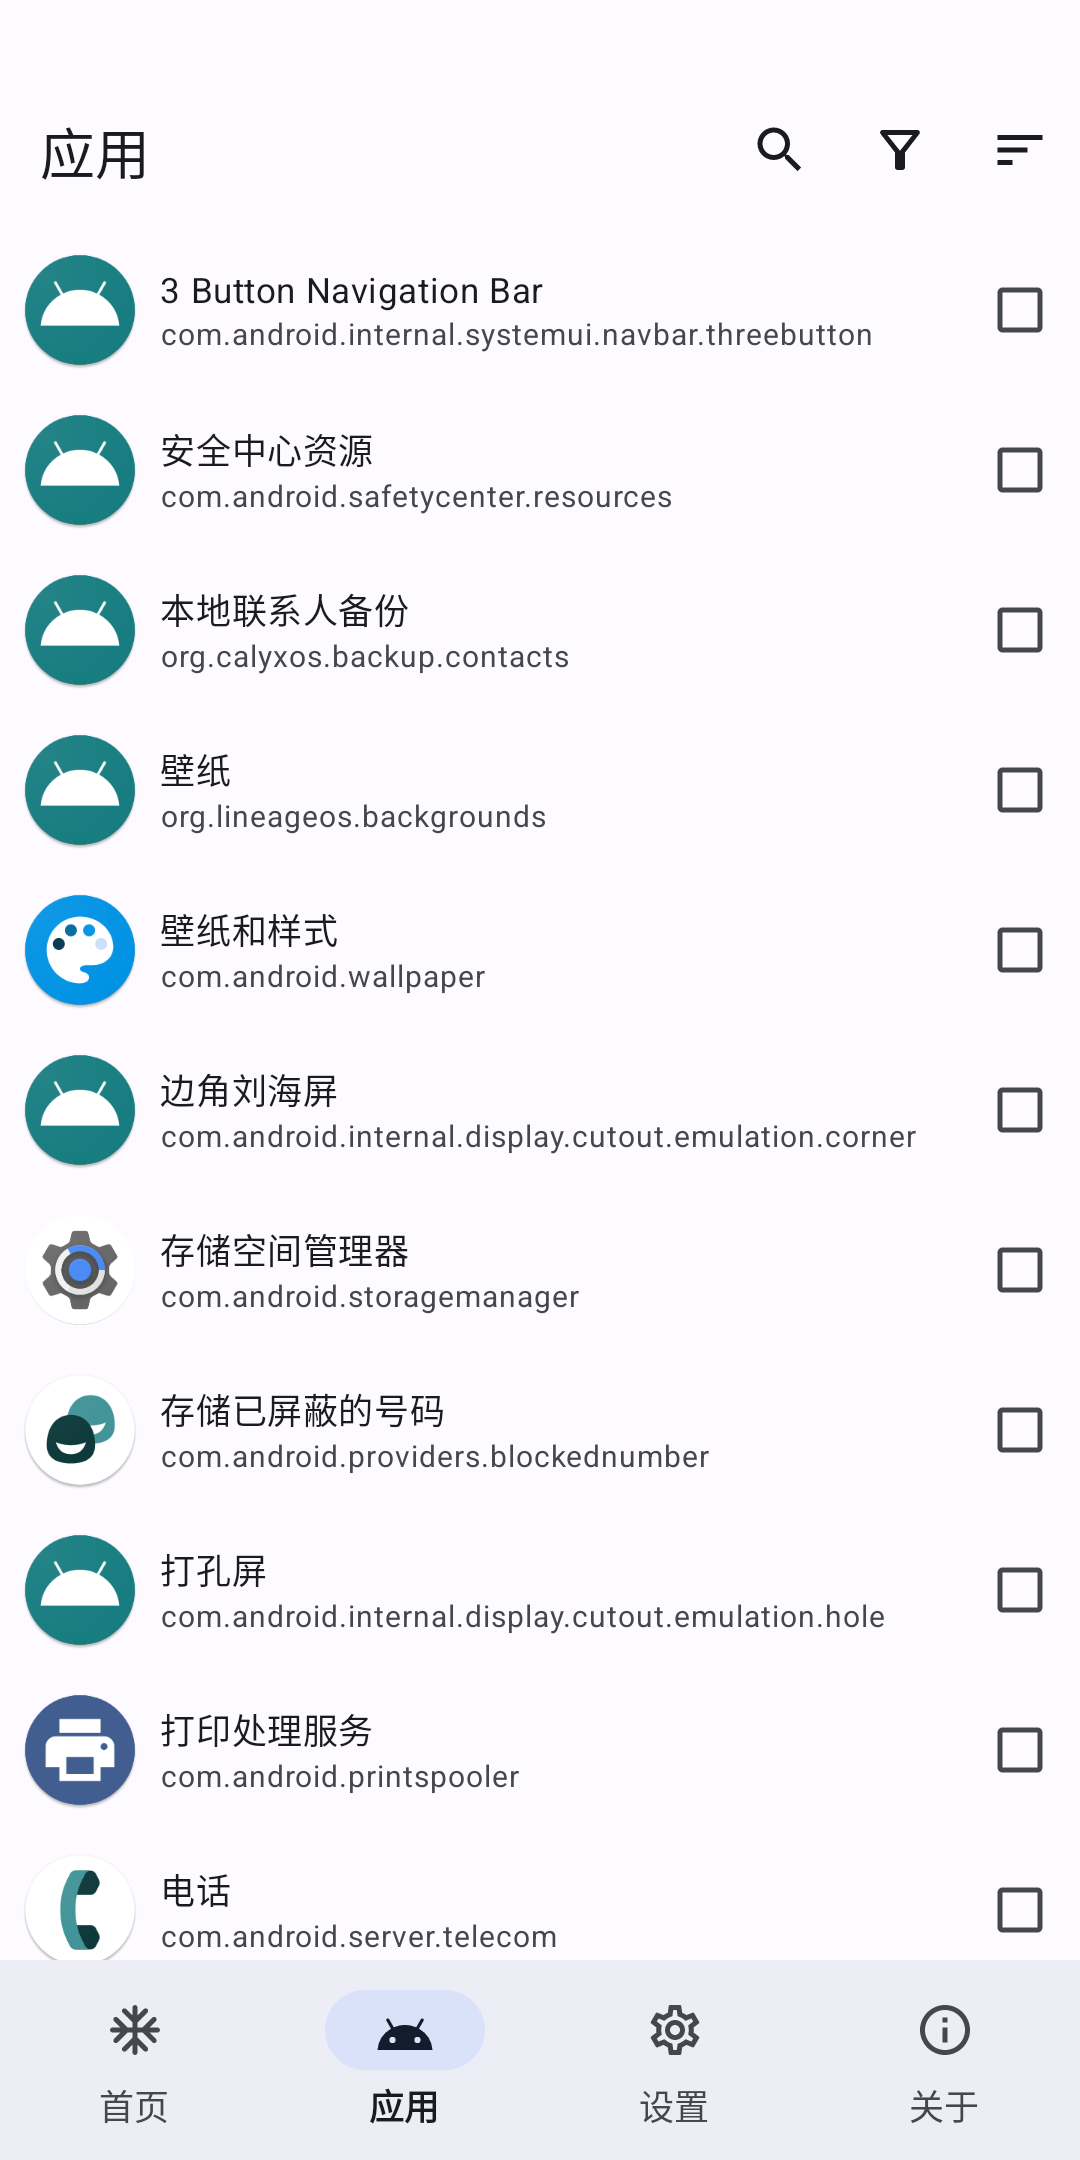 应用
3 Button Navigation Bar
com.android.internal.systemui.navbar.threebutton
安全中心资源
com.android.safetycenter.resources
本地联系人备份
org.calyxos.backup.contacts
壁纸
org.lineageos.backgrounds
壁纸和样式
com.android.wallpaper
边角刘海屏
com.android.internal.display.cutout.emulation.corner
存储空间管理器
com.android.storagemanager
存储已屏蔽的号码
com.android.providers.blockednumber
打孔屏
com.android.internal.display.cutout.emulation.hole
打印处理服务
com.android.printspooler
电话
com.android.server.telecom
首页
应用
设置
关于